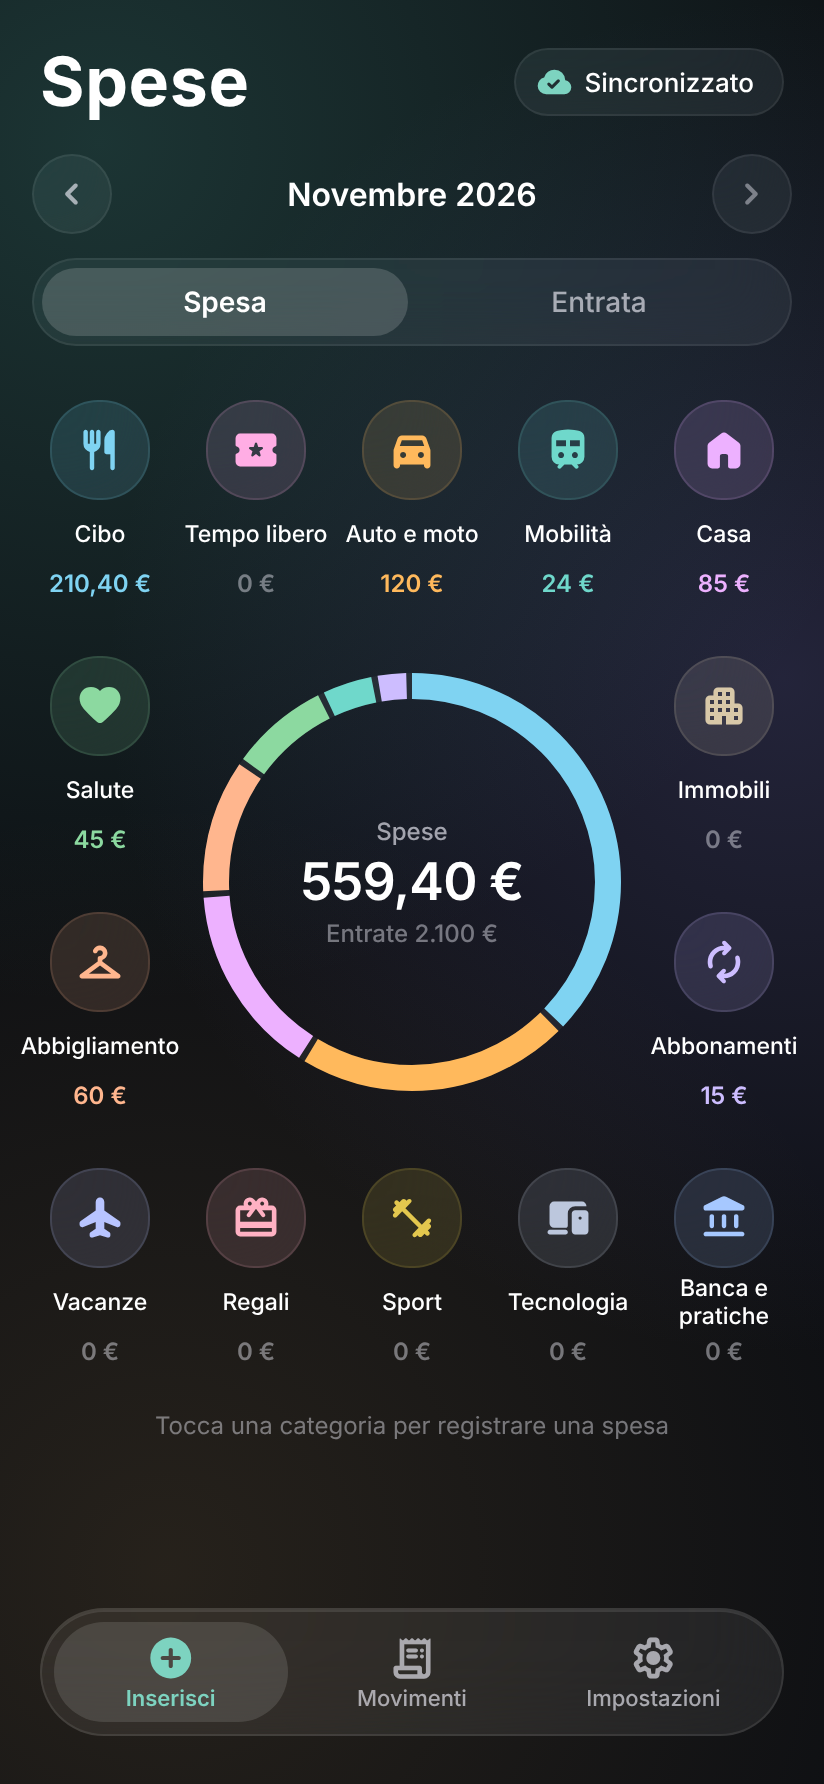 Spese
Sincronizzato
Novembre 2026
Spesa
Entrata
Cibo
Tempo libero
Auto e moto
Mobilità
Casa
210,40 €
0 €
120 €
24 €
85 €
Salute
45 €
Immobili
0 €
Spese
559,40 €
Entrate 2.100 €
Abbigliamento
60 €
Abbonamenti
15 €
Vacanze
Regali
Sport
Tecnologia
Banca e
pratiche
0 €
0 €
0 €
0 €
0 €
Tocca una categoria per registrare una spesa
Inserisci
Movimenti
Impostazioni